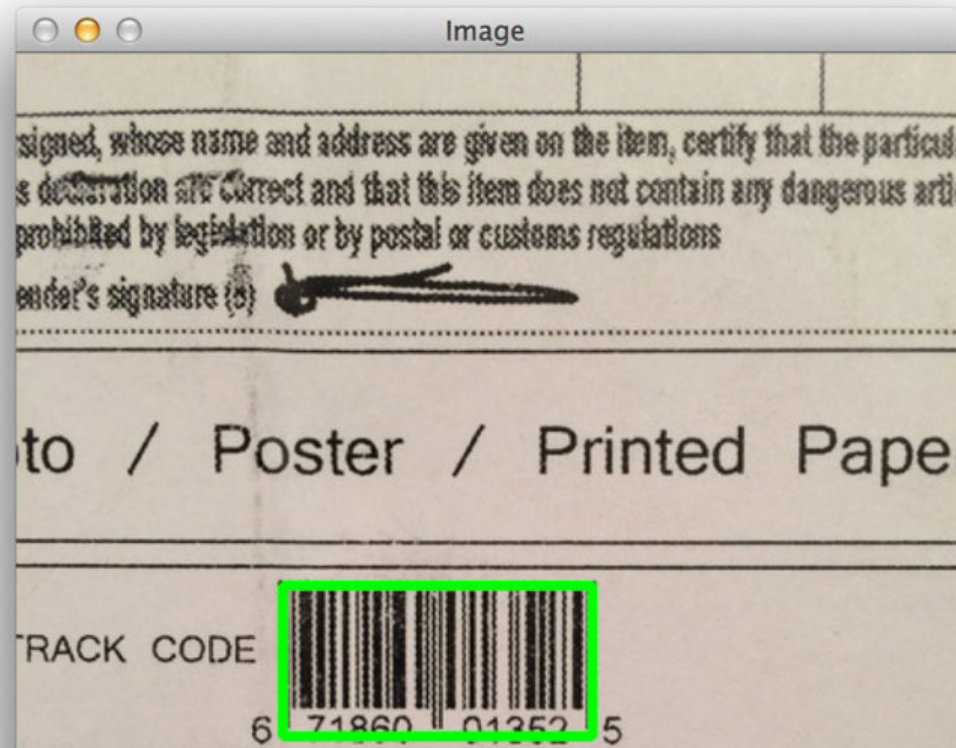 Image
signed, whose name and address are given on the item, certify that the particul
s declaration are correct and that this item does not contain any dangerous arti
prohibited by legislation or by postal or customs regulations
ender's signature (8)
to / Poster / Printed Pape
TRACK CODE
6 71860 01352 5